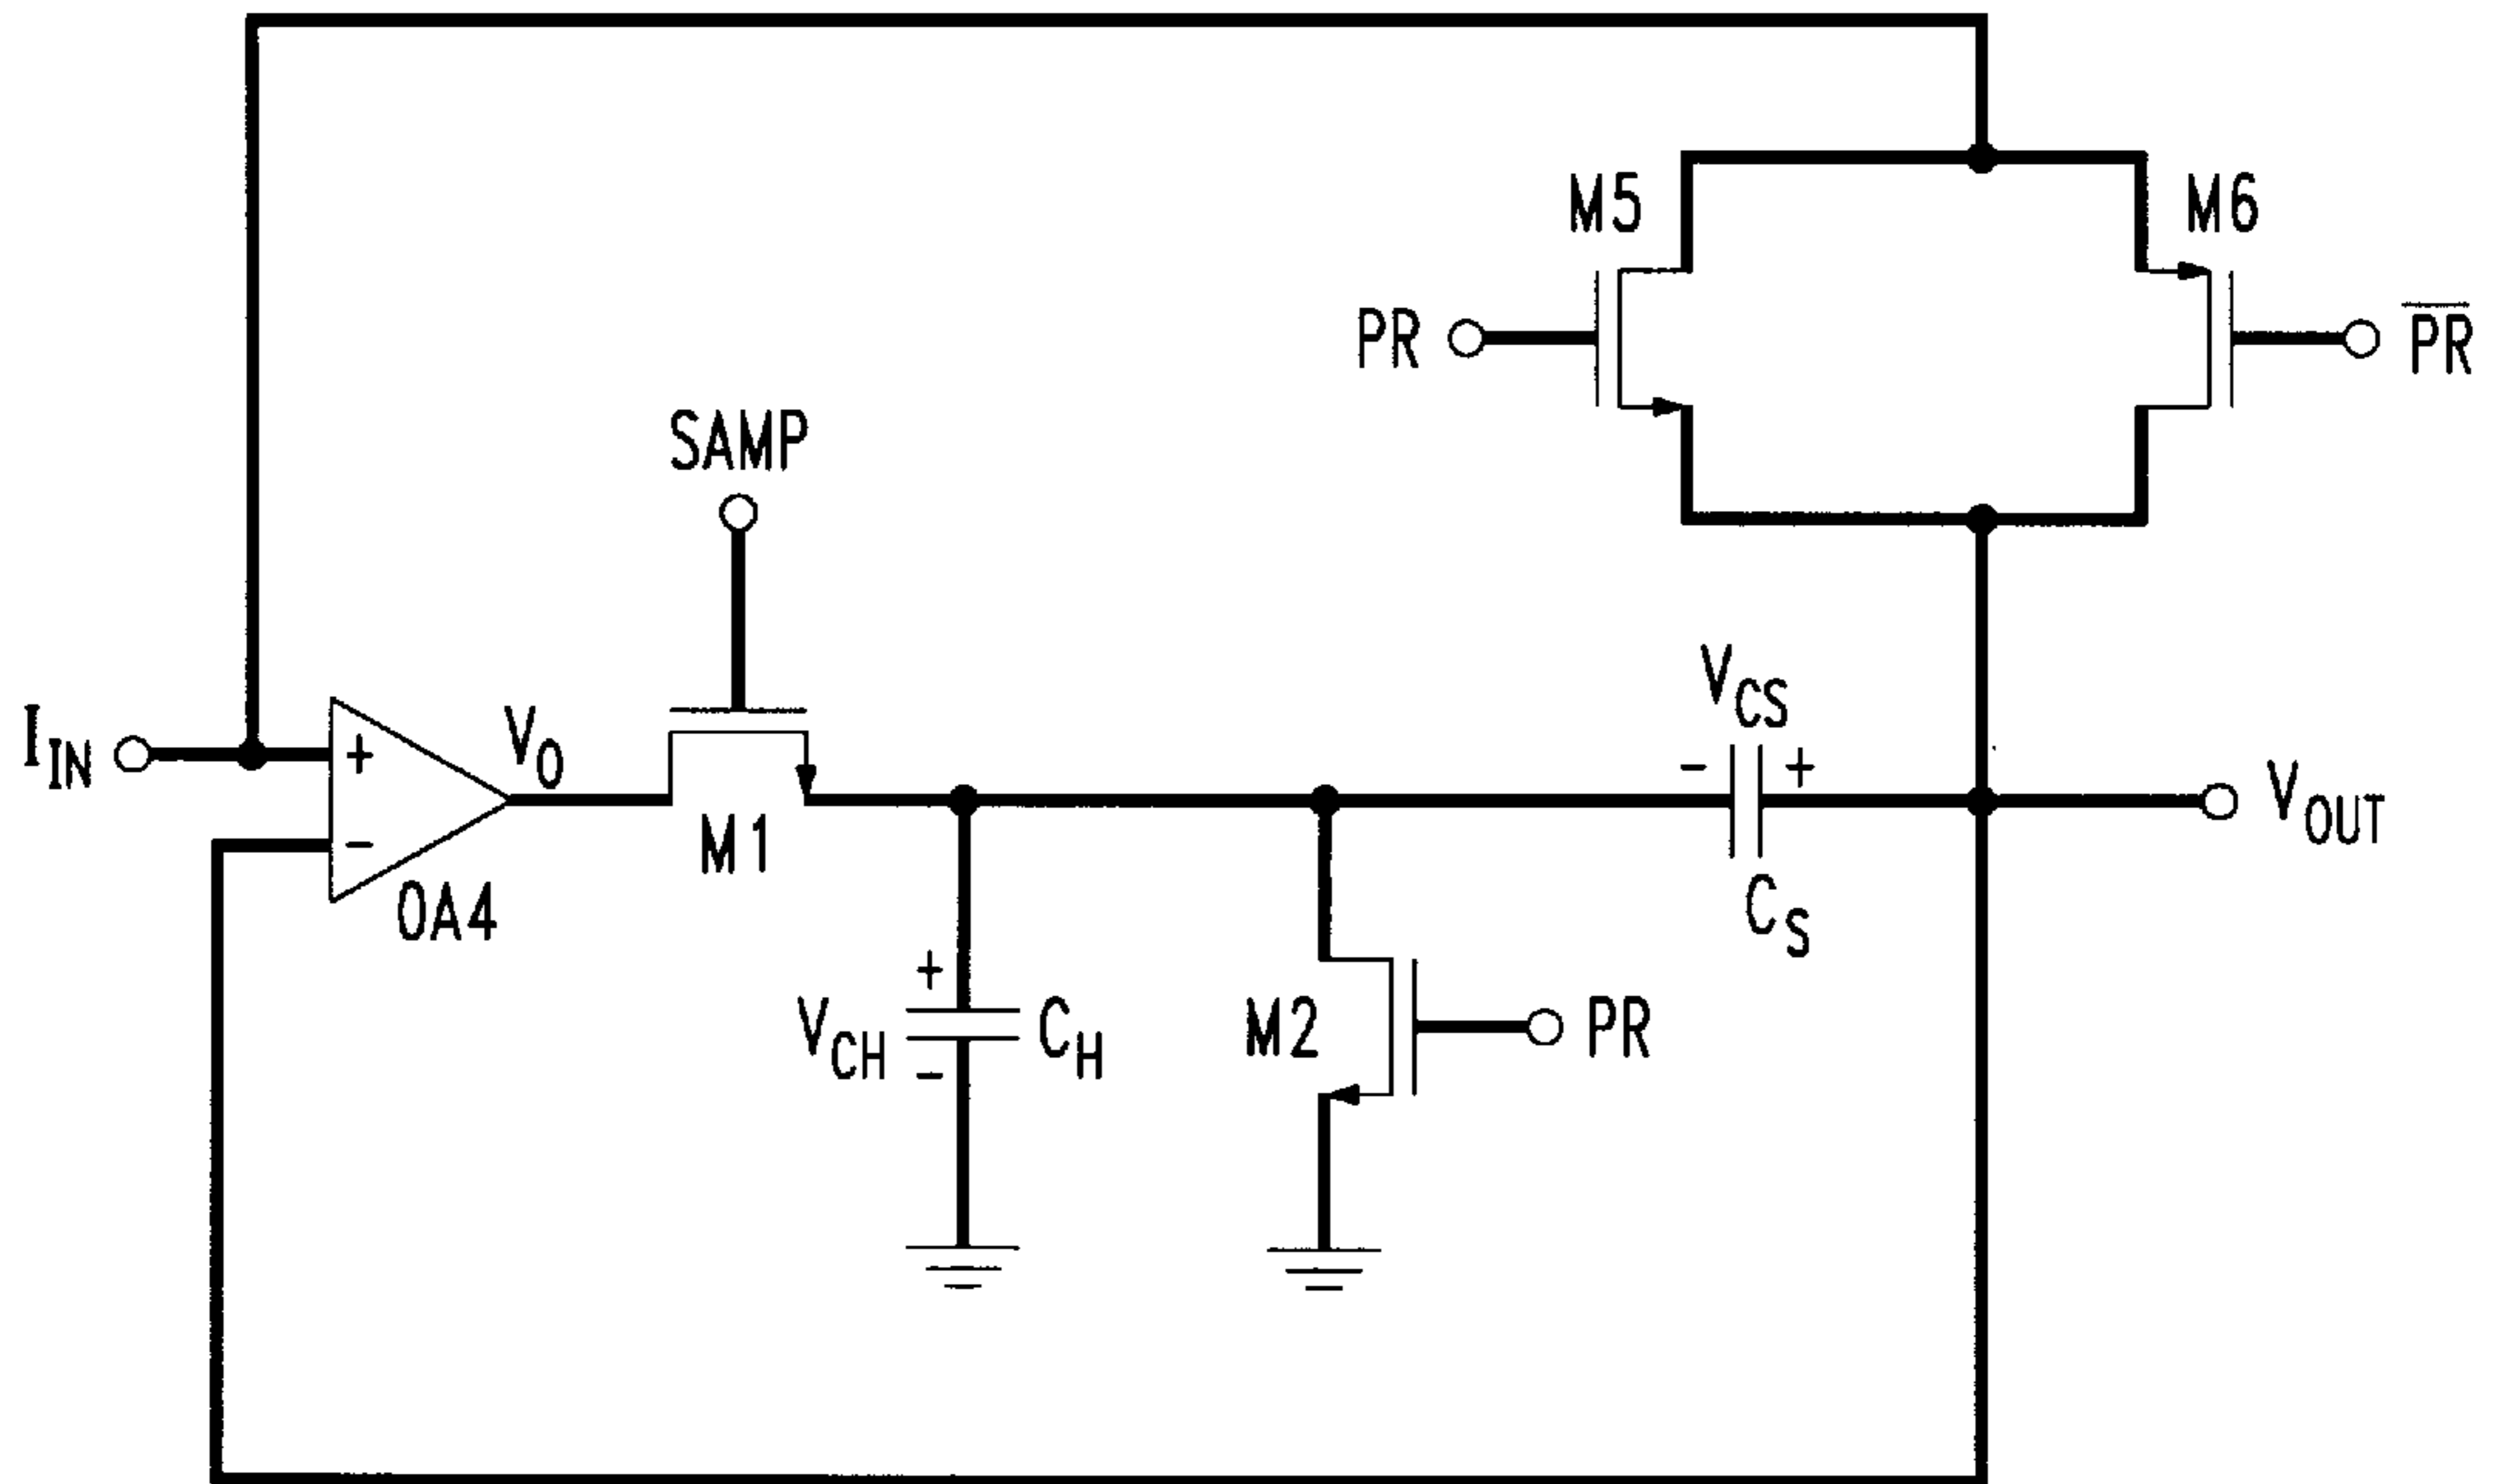 M5
M6
PR
PR
SAMP
V_CS
I_IN
+
V_O
-
+
V_OUT
-
M1
OA4
C_S
+
V_CH
C_H
M2
PR
-